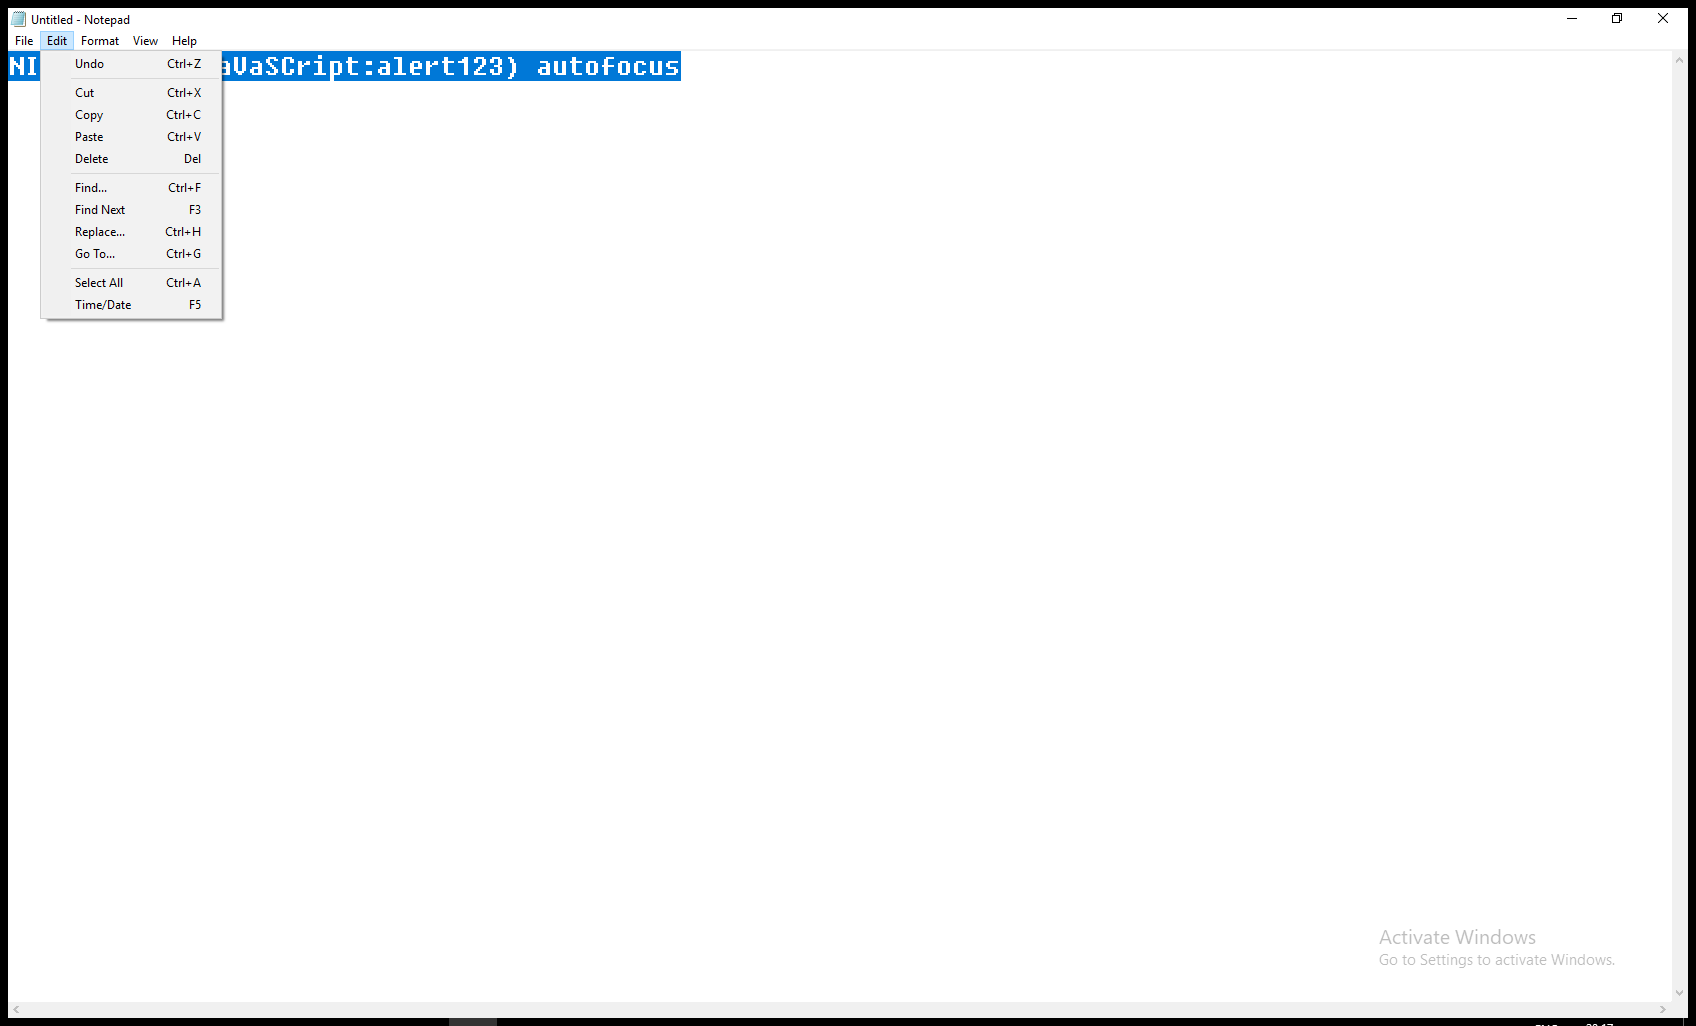 Untitled - Notepad
File Edit Format View Help
NI aVaSCript:alert123) autofocus
Undo Ctrl+Z
Cut Ctrl+X
Copy Ctrl+C
Paste Ctrl+V
Delete Del
Find... Ctrl+F
Find Next F3
Replace... Ctrl+H
Go To... Ctrl+G
Select All Ctrl+A
Time/Date F5
Activate Windows
Go to Settings to activate Windows.